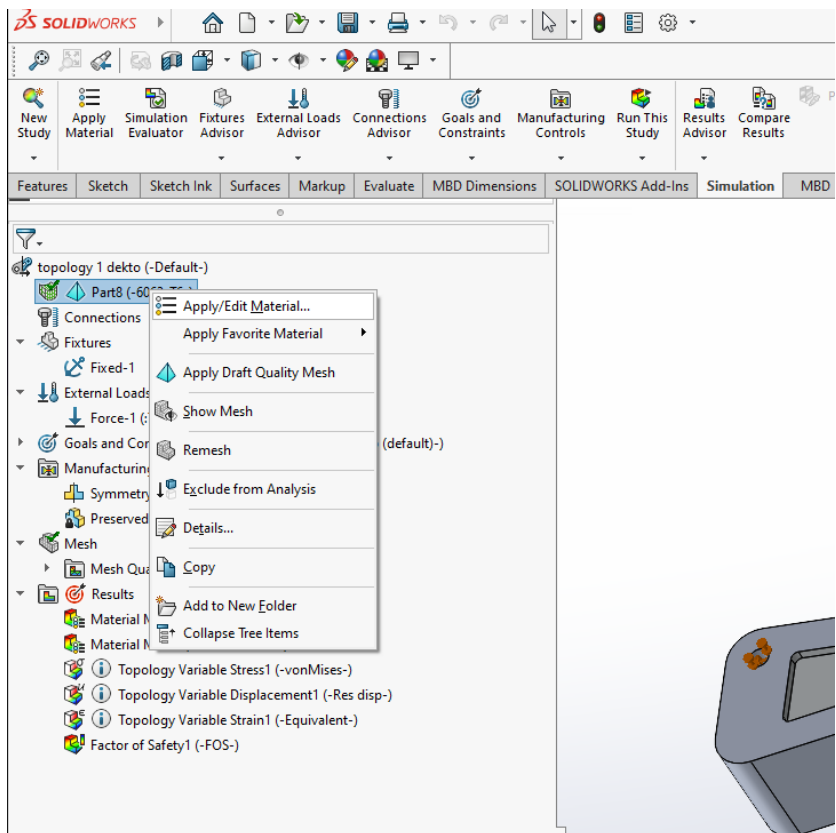 SOLIDWORKS
New Study
Apply Material
Simulation Evaluator
Fixtures Advisor
External Loads Advisor
Connections Advisor
Goals and Constraints
Manufacturing Controls
Run This Study
Results Advisor
Compare Results
Features Sketch Sketch Ink Surfaces Markup Evaluate MBD Dimensions SOLIDWORKS Add-Ins Simulation MBD
topology 1 dekto (-Default-)
Part8
Connections
Fixtures
Fixed-1
External Loads
Force-1
Goals and (default)-)
Symmetry
Preserved
Mesh
Mesh
Results
Material
Material
Topology Variable Stress1 (-vonMises-)
Topology Variable Displacement1 (-Res disp-)
Topology Variable Strain1 (-Equivalent-)
Factor of Safety1 (-FOS-)
Apply/Edit Material...
Apply Favorite Material
Apply Draft Quality Mesh
Show Mesh
Remesh
Exclude from Analysis
Details...
Copy
Add to New Folder
Collapse Tree Items